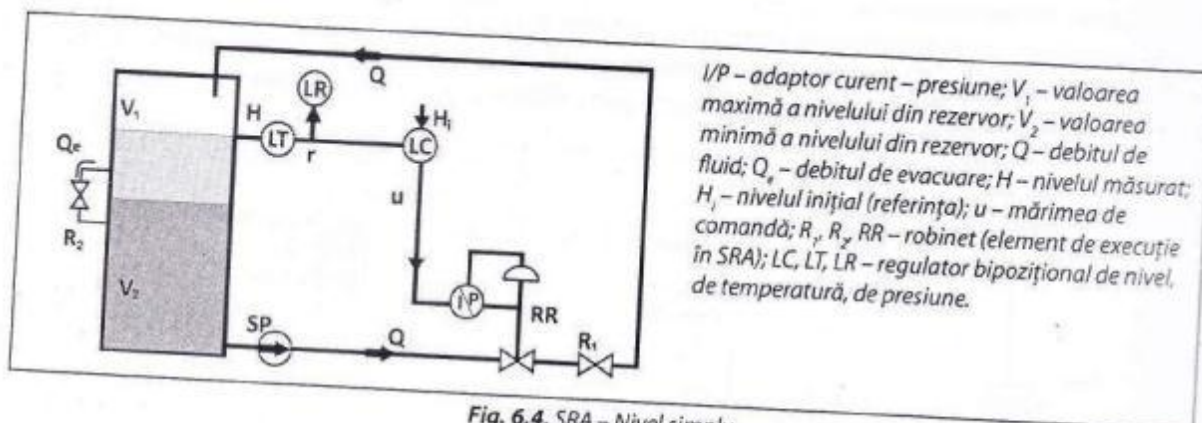 Q
LR
V₁
H
Hᵢ
LT
LC
r
Qₑ
u
R₂
V₂
I/P
RR
SP
Q
R₁
I/P – adaptor curent – presiune; V₁ – valoarea
maximă a nivelului din rezervor; V₂ – valoarea
minimă a nivelului din rezervor; Q – debitul de
fluid; Qₑ – debitul de evacuare; H – nivelul măsurat;
Hᵢ – nivelul inițial (referința); u – mărimea de
comandă; R₁, R₂, RR – robinet (element de execuție
în SRA); LC, LT, LR – regulator bipozițional de nivel,
de temperatură, de presiune.
Fig. 6.4. SRA – Nivel simplu